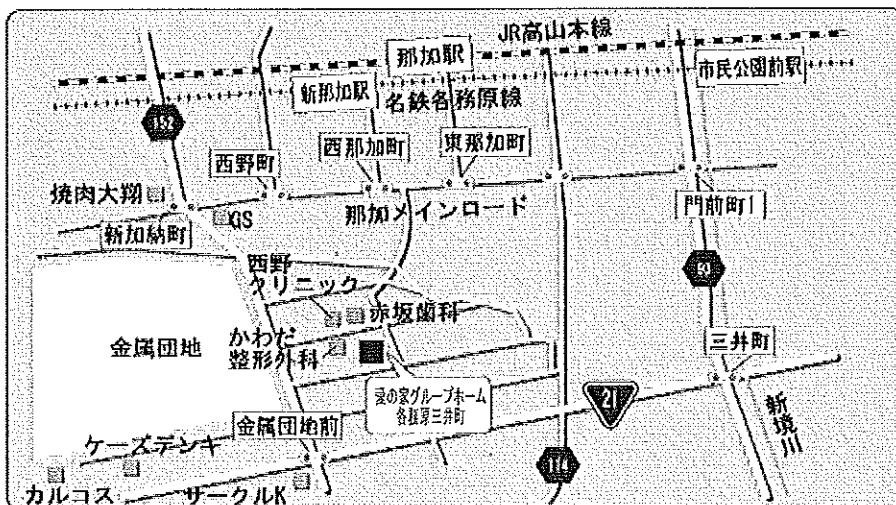 JR高山本線
那加駅
市民公園前駅
新那加駅
名鉄各務原線
152
東那加町
西那加町
西野町
焼肉大翔
GS
那加メインロード
門前町1
新加納町
西野
クリニック
53
赤坂歯科
金属団地
かわだ
整形外科
三井町
愛の家グループホーム
各務原三井町
21
新境川
金属団地前
ケーズデンキ
114
カルコス
サークルK